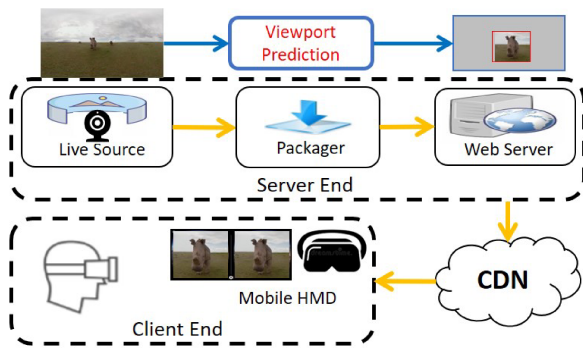 Viewport
Prediction
Live Source
Packager
Web Server
Server End
CDN
Mobile HMD
Client End